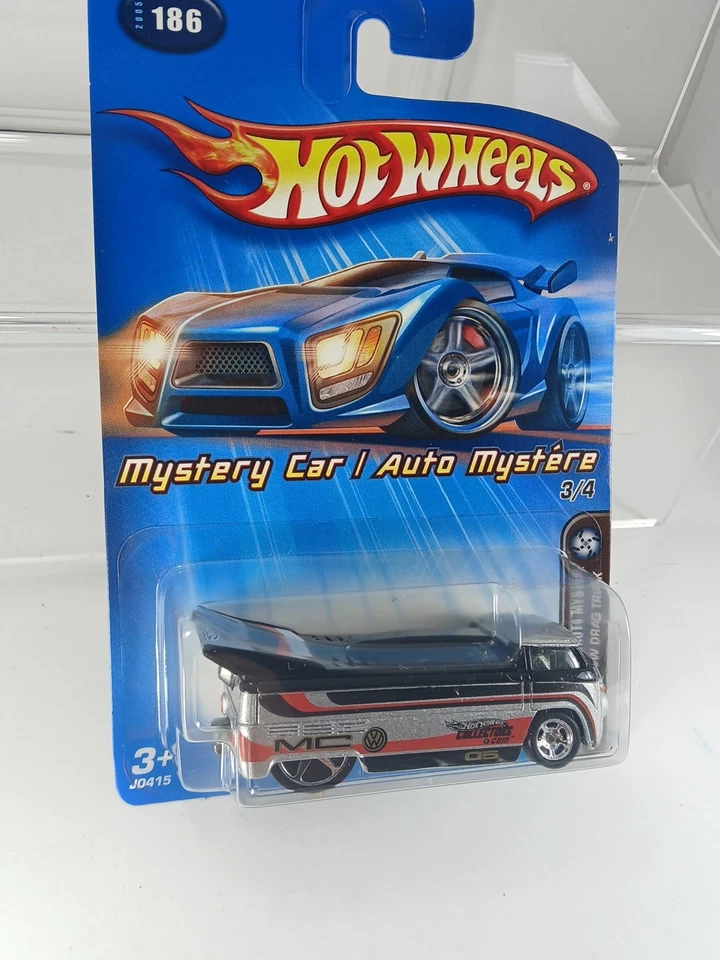 2005
186
HOT WHEELS®
Mystery Car / Auto Mystére
3/4
VW DRAG TRUCK
MC
HOT WHEELS
COLLECTORS
.COM™
05
3+
J0415